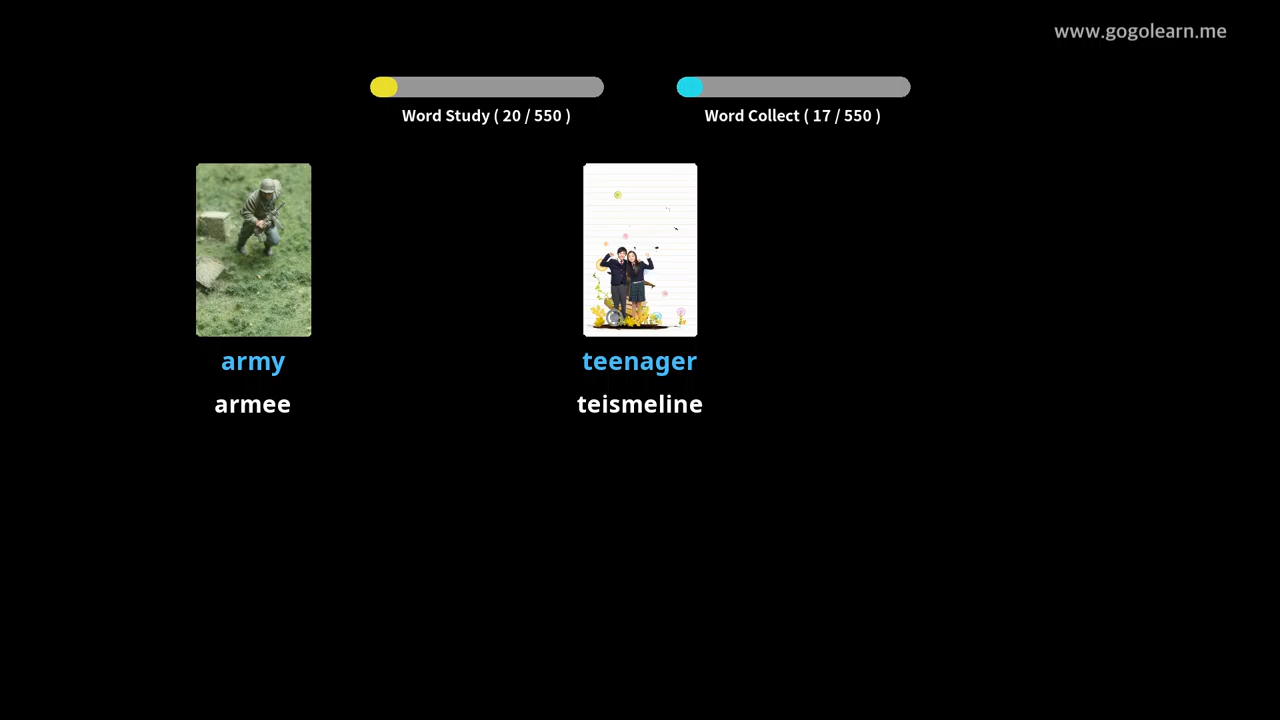 www.gogolearn.me
Word Study ( 20 / 550 )
Word Collect ( 17 / 550 )
army
teenager
armee
teismeline